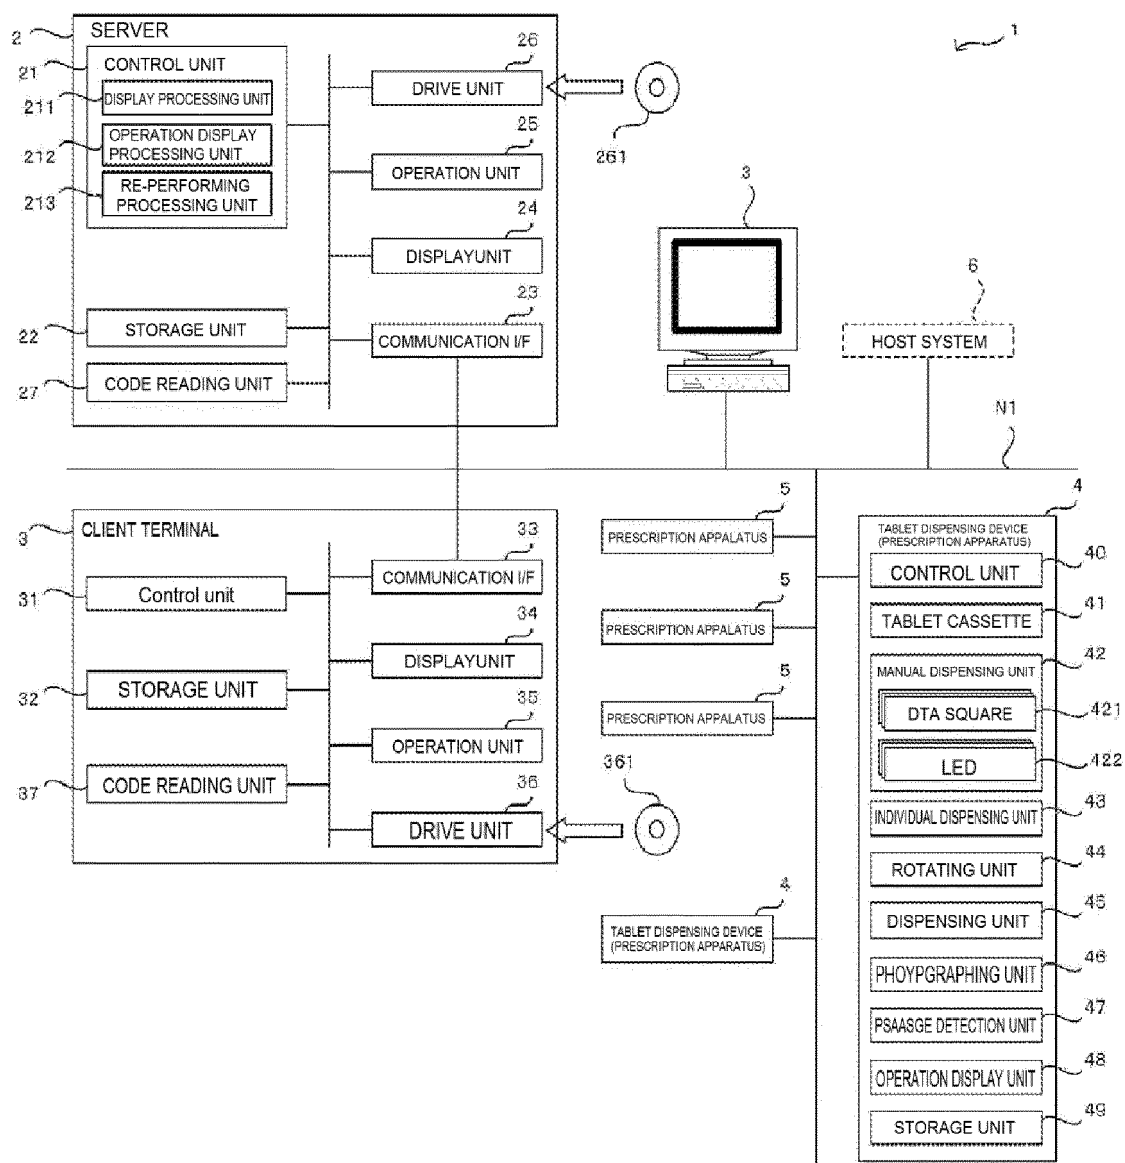 1
2
SERVER
21
CONTROL UNIT
211
DISPLAY PROCESSING UNIT
212
OPERATION DISPLAY
PROCESSING UNIT
213
RE-PERFORMING
PROCESSING UNIT
22
STORAGE UNIT
27
CODE READING UNIT
26
DRIVE UNIT
261
25
OPERATION UNIT
24
DISPLAYUNIT
23
COMMUNICATION I/F
3
6
HOST SYSTEM
N1
3
CLIENT TERMINAL
31
Control unit
32
STORAGE UNIT
37
CODE READING UNIT
33
COMMUNICATION I/F
34
DISPLAYUNIT
35
OPERATION UNIT
36
DRIVE UNIT
361
5
PRESCRIPTION APPALATUS
5
PRESCRIPTION APPALATUS
5
PRESCRIPTION APPALATUS
4
TABLET DISPENSING DEVICE
(PRESCRIPTION APPARATUS)
4
TABLET DISPENSING DEVICE
(PRESCRIPTION APPARATUS)
40
CONTROL UNIT
41
TABLET CASSETTE
42
MANUAL DISPENSING UNIT
421
DTA SQUARE
422
LED
43
INDIVIDUAL DISPENSING UNIT
44
ROTATING UNIT
45
DISPENSING UNIT
46
PHOYPGRAPHING UNIT
47
PSAASGE DETECTION UNIT
48
OPERATION DISPLAY UNIT
49
STORAGE UNIT